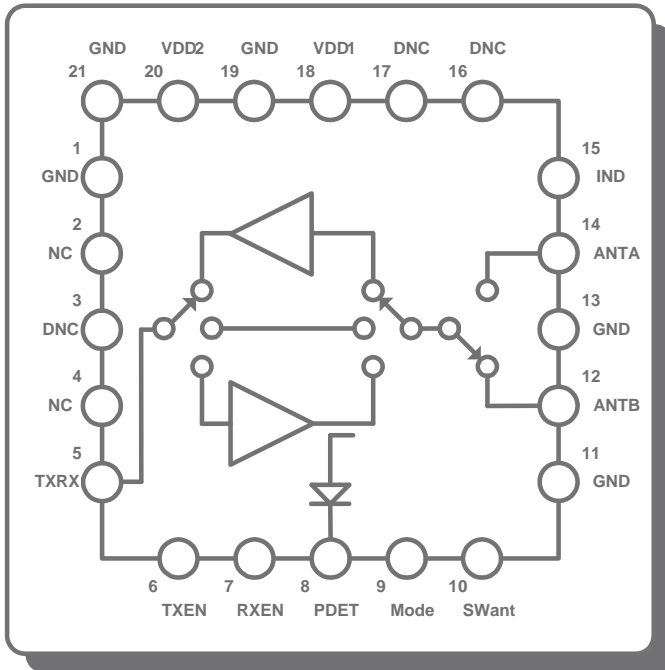 GND VDD2 GND VDD1 DNC DNC
21 20 19 18 17 16
1
GND
2
NC
3
DNC
4
NC
5
TXRX
15
IND
14
ANTA
13
GND
12
ANTB
11
GND
6 7 8 9 10
TXEN RXEN PDET Mode SWant